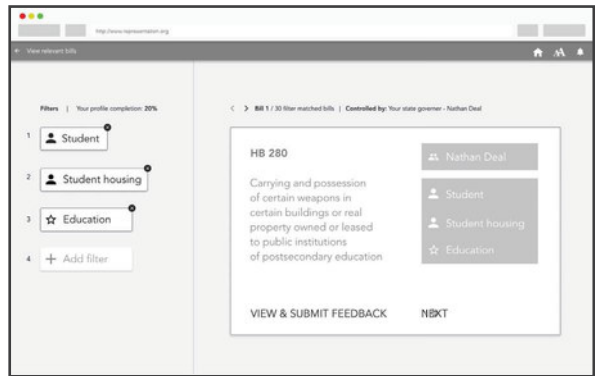 http://www.representation.org
← View relevant bills
AA
Filters | Your profile completion: 20%
< > Bill 1 / 30 filter matched bills | Controlled by: Your state governer - Nathan Deal
1 Student
2 Student housing
3 Education
4 + Add filter
HB 280
Carrying and possession
of certain weapons in
certain buildings or real
property owned or leased
to public institutions
of postsecondary education
Nathan Deal
Student
Student housing
Education
VIEW & SUBMIT FEEDBACK
NEXT